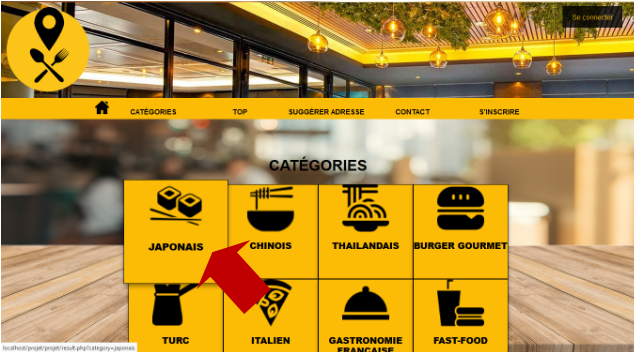 Se connecter
CATÉGORIES TOP SUGGÉRER ADRESSE CONTACT S'INSCRIRE
CATÉGORIES
JAPONAIS CHINOIS THAILANDAIS BURGER GOURMET
TURC ITALIEN GASTRONOMIE FRANCAISE FAST-FOOD
localhost/projet/projet/result.php?category=japonais